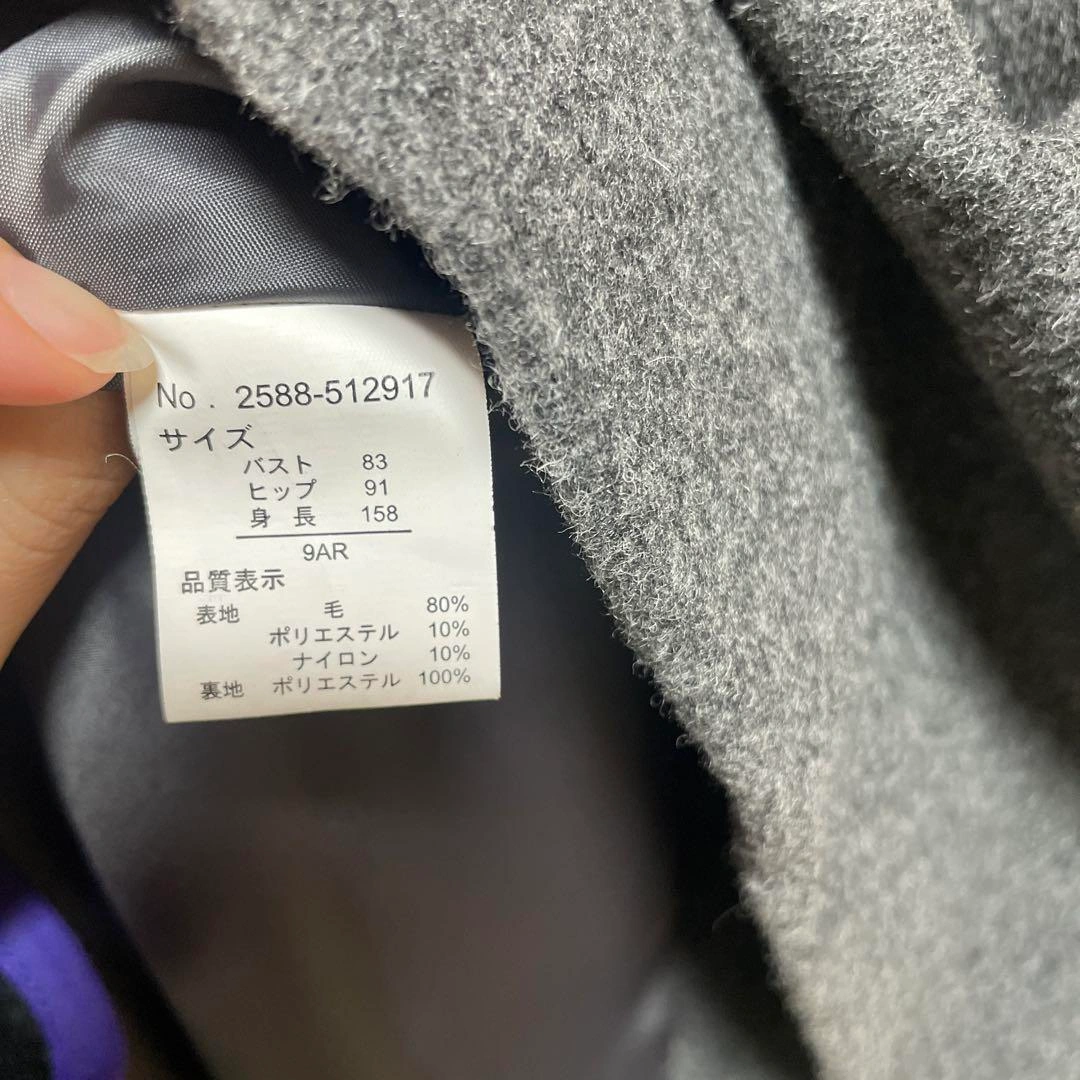 No. 2588-512917
サイズ
バスト 83
ヒップ 91
身長 158
9AR
品質表示
表地 毛 80%
ポリエステル 10%
ナイロン 10%
裏地 ポリエステル 100%